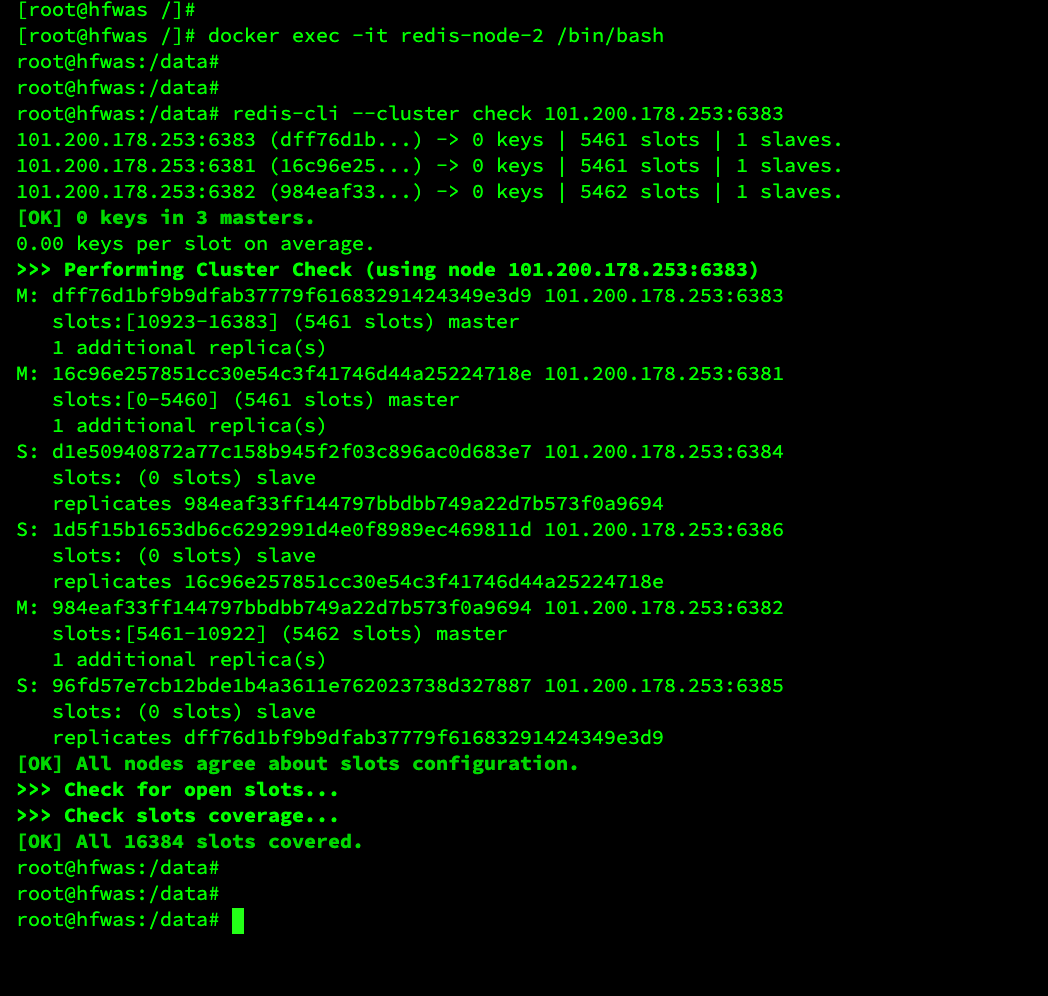 [root@hfwas /]#
[root@hfwas /]# docker exec -it redis-node-2 /bin/bash
root@hfwas:/data#
root@hfwas:/data#
root@hfwas:/data# redis-cli --cluster check 101.200.178.253:6383
101.200.178.253:6383 (dff76d1b...) -> 0 keys | 5461 slots | 1 slaves.
101.200.178.253:6381 (16c96e25...) -> 0 keys | 5461 slots | 1 slaves.
101.200.178.253:6382 (984eaf33...) -> 0 keys | 5462 slots | 1 slaves.
[OK] 0 keys in 3 masters.
0.00 keys per slot on average.
>>> Performing Cluster Check (using node 101.200.178.253:6383)
M: dff76d1bf9b9dfab37779f61683291424349e3d9 101.200.178.253:6383
   slots:[10923-16383] (5461 slots) master
   1 additional replica(s)
M: 16c96e257851cc30e54c3f41746d44a25224718e 101.200.178.253:6381
   slots:[0-5460] (5461 slots) master
   1 additional replica(s)
S: d1e50940872a77c158b945f2f03c896ac0d683e7 101.200.178.253:6384
   slots: (0 slots) slave
   replicates 984eaf33ff144797bbdbb749a22d7b573f0a9694
S: 1d5f15b1653db6c6292991d4e0f8989ec469811d 101.200.178.253:6386
   slots: (0 slots) slave
   replicates 16c96e257851cc30e54c3f41746d44a25224718e
M: 984eaf33ff144797bbdbb749a22d7b573f0a9694 101.200.178.253:6382
   slots:[5461-10922] (5462 slots) master
   1 additional replica(s)
S: 96fd57e7cb12bde1b4a3611e762023738d327887 101.200.178.253:6385
   slots: (0 slots) slave
   replicates dff76d1bf9b9dfab37779f61683291424349e3d9
[OK] All nodes agree about slots configuration.
>>> Check for open slots...
>>> Check slots coverage...
[OK] All 16384 slots covered.
root@hfwas:/data#
root@hfwas:/data#
root@hfwas:/data#